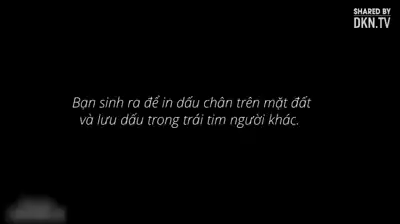 SHARED BY
DKN.TV
Bạn sinh ra để in dấu chân trên mặt đất
và lưu dấu trong trái tim người khác.